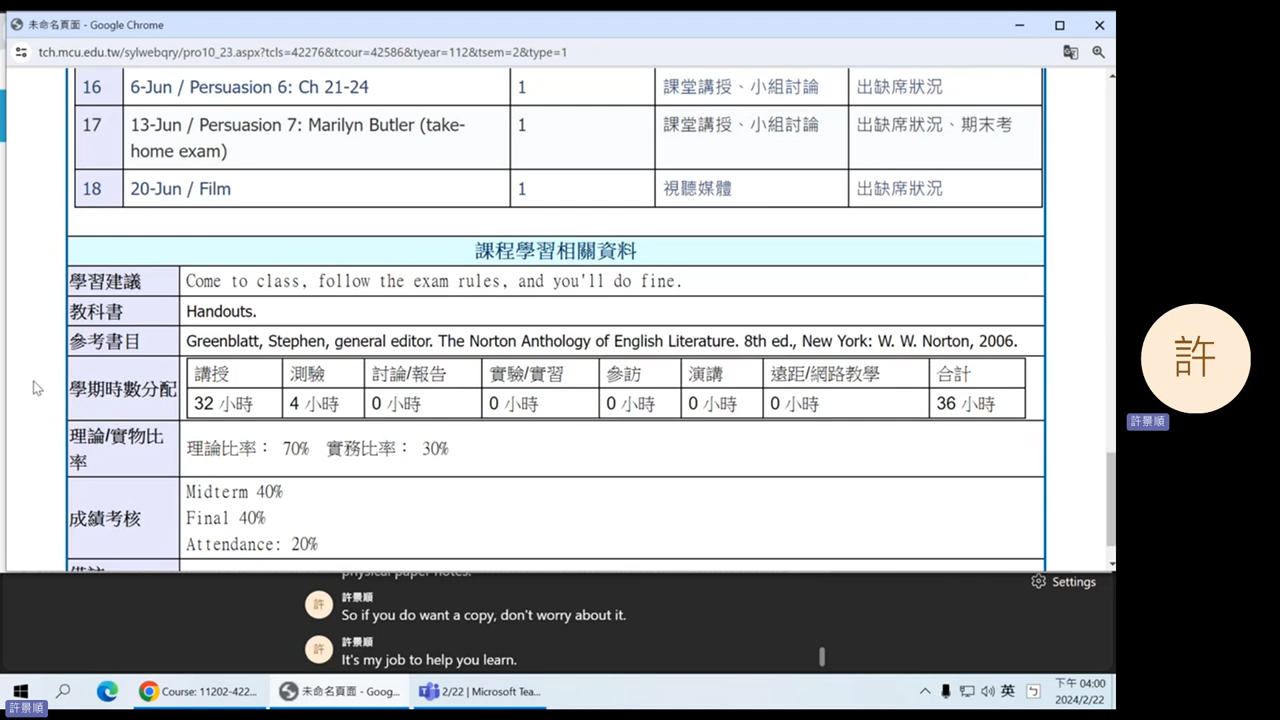 未命名頁面 - Google Chrome
tch.mcu.edu.tw/sylwebqry/pro10_23.aspx?tcls=42276&tcour=42586&tyear=112&tsem=2&type=1
16 6-Jun / Persuasion 6: Ch 21-24 1 課堂講授、小組討論 出缺席狀況
17 13-Jun / Persuasion 7: Marilyn Butler (take-home exam) 1 課堂講授、小組討論 出缺席狀況、期末考
18 20-Jun / Film 1 視聽媒體 出缺席狀況
課程學習相關資料
學習建議 Come to class, follow the exam rules, and you'll do fine.
教科書 Handouts.
參考書目 Greenblatt, Stephen, general editor. The Norton Anthology of English Literature. 8th ed., New York: W. W. Norton, 2006.
學期時數分配
講授 測驗 討論/報告 實驗/實習 參訪 演講 遠距/網路教學 合計
32 小時 4 小時 0 小時 0 小時 0 小時 0 小時 0 小時 36 小時
理論/實物比率 理論比率： 70% 實務比率： 30%
成績考核
Midterm 40%
Final 40%
Attendance: 20%
physical paper notes.
Settings
許 許景順
So if you do want a copy, don't worry about it.
許 許景順
It's my job to help you learn.
許
許景順
Course: 11202-422...
未命名頁面 - Goog...
2/22 | Microsoft Tea...
英
下午 04:00
2024/2/22
許景順